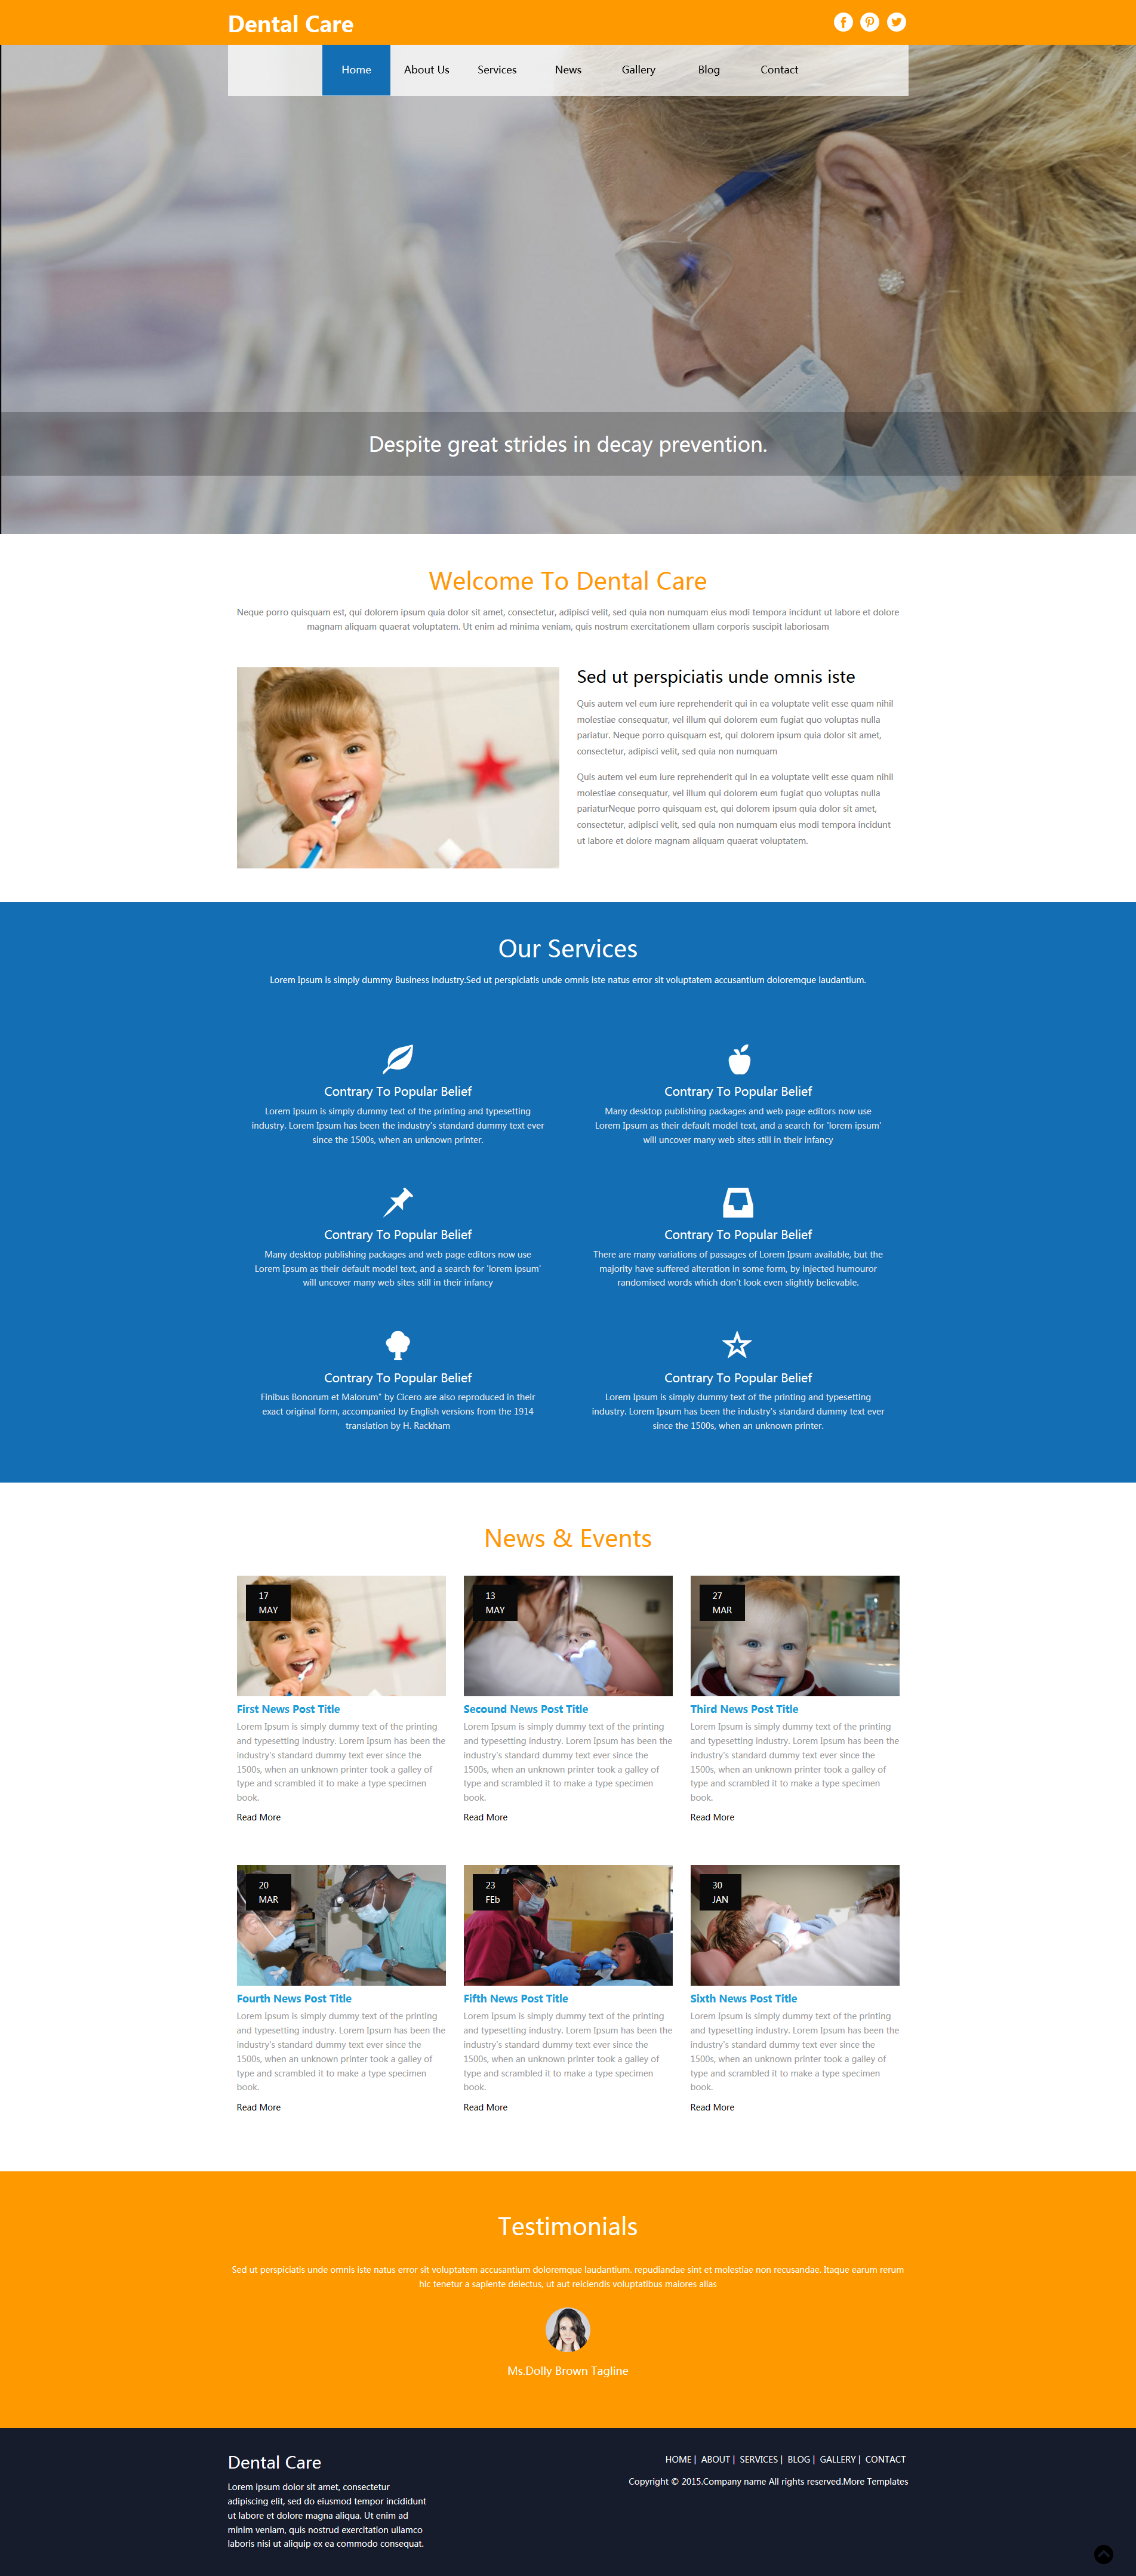 Dental Care
Home About Us Services News Gallery Blog Contact
Despite great strides in decay prevention.
Welcome To Dental Care
Neque porro quisquam est, qui dolorem ipsum quia dolor sit amet, consectetur, adipisci velit, sed quia non numquam eius modi tempora incidunt ut labore et dolore
magnam aliquam quaerat voluptatem. Ut enim ad minima veniam, quis nostrum exercitationem ullam corporis suscipit laboriosam
Sed ut perspiciatis unde omnis iste
Quis autem vel eum iure reprehenderit qui in ea voluptate velit esse quam nihil
molestiae consequatur, vel illum qui dolorem eum fugiat quo voluptas nulla
pariatur. Neque porro quisquam est, qui dolorem ipsum quia dolor sit amet,
consectetur, adipisci velit, sed quia non numquam
Quis autem vel eum iure reprehenderit qui in ea voluptate velit esse quam nihil
molestiae consequatur, vel illum qui dolorem eum fugiat quo voluptas nulla
pariaturNeque porro quisquam est, qui dolorem ipsum quia dolor sit amet,
consectetur, adipisci velit, sed quia non numquam eius modi tempora incidunt
ut labore et dolore magnam aliquam quaerat voluptatem.
Our Services
Lorem Ipsum is simply dummy Business industry.Sed ut perspiciatis unde omnis iste natus error sit voluptatem accusantium doloremque laudantium.
Contrary To Popular Belief
Lorem Ipsum is simply dummy text of the printing and typesetting
industry. Lorem Ipsum has been the industry's standard dummy text ever
since the 1500s, when an unknown printer.
Contrary To Popular Belief
Many desktop publishing packages and web page editors now use
Lorem Ipsum as their default model text, and a search for 'lorem ipsum'
will uncover many web sites still in their infancy
Contrary To Popular Belief
Many desktop publishing packages and web page editors now use
Lorem Ipsum as their default model text, and a search for 'lorem ipsum'
will uncover many web sites still in their infancy
Contrary To Popular Belief
There are many variations of passages of Lorem Ipsum available, but the
majority have suffered alteration in some form, by injected humouror
randomised words which don't look even slightly believable.
Contrary To Popular Belief
Finibus Bonorum et Malorum" by Cicero are also reproduced in their
exact original form, accompanied by English versions from the 1914
translation by H. Rackham
Contrary To Popular Belief
Lorem Ipsum is simply dummy text of the printing and typesetting
industry. Lorem Ipsum has been the industry's standard dummy text ever
since the 1500s, when an unknown printer.
News & Events
17
MAY
First News Post Title
Lorem Ipsum is simply dummy text of the printing
and typesetting industry. Lorem Ipsum has been the
industry's standard dummy text ever since the
1500s, when an unknown printer took a galley of
type and scrambled it to make a type specimen
book.
Read More
13
MAY
Secound News Post Title
Lorem Ipsum is simply dummy text of the printing
and typesetting industry. Lorem Ipsum has been the
industry's standard dummy text ever since the
1500s, when an unknown printer took a galley of
type and scrambled it to make a type specimen
book.
Read More
27
MAR
Third News Post Title
Lorem Ipsum is simply dummy text of the printing
and typesetting industry. Lorem Ipsum has been the
industry's standard dummy text ever since the
1500s, when an unknown printer took a galley of
type and scrambled it to make a type specimen
book.
Read More
20
MAR
Fourth News Post Title
Lorem Ipsum is simply dummy text of the printing
and typesetting industry. Lorem Ipsum has been the
industry's standard dummy text ever since the
1500s, when an unknown printer took a galley of
type and scrambled it to make a type specimen
book.
Read More
23
FEb
Fifth News Post Title
Lorem Ipsum is simply dummy text of the printing
and typesetting industry. Lorem Ipsum has been the
industry's standard dummy text ever since the
1500s, when an unknown printer took a galley of
type and scrambled it to make a type specimen
book.
Read More
30
JAN
Sixth News Post Title
Lorem Ipsum is simply dummy text of the printing
and typesetting industry. Lorem Ipsum has been the
industry's standard dummy text ever since the
1500s, when an unknown printer took a galley of
type and scrambled it to make a type specimen
book.
Read More
Testimonials
Sed ut perspiciatis unde omnis iste natus error sit voluptatem accusantium doloremque laudantium. repudiandae sint et molestiae non recusandae. Itaque earum rerum
hic tenetur a sapiente delectus, ut aut reiciendis voluptatibus maiores alias
Ms.Dolly Brown Tagline
Dental Care
Lorem ipsum dolor sit amet, consectetur
adipiscing elit, sed do eiusmod tempor incididunt
ut labore et dolore magna aliqua. Ut enim ad
minim veniam, quis nostrud exercitation ullamco
laboris nisi ut aliquip ex ea commodo consequat.
HOME | ABOUT | SERVICES | BLOG | GALLERY | CONTACT
Copyright © 2015.Company name All rights reserved.More Templates